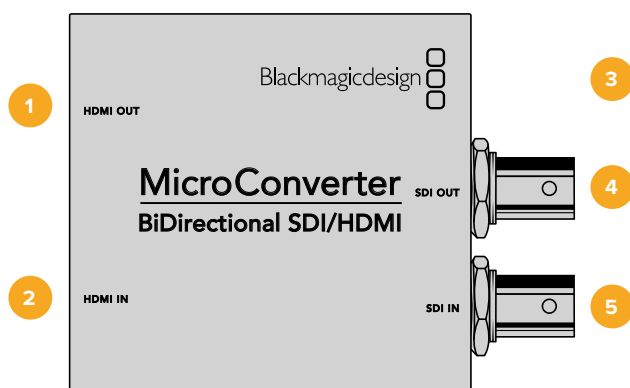 Blackmagicdesign
1
HDMI OUT
3
MicroConverter
SDI OUT
4
BiDirectional SDI/HDMI
2
HDMI IN
SDI IN
5